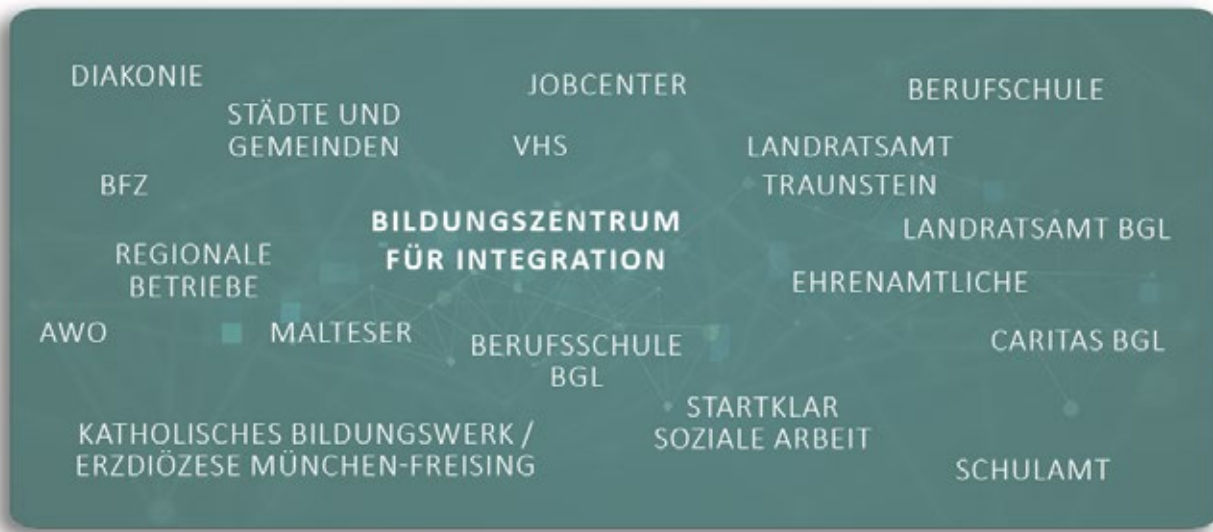 DIAKONIE
JOBCENTER
BERUFSCHULE
STÄDTE UND
GEMEINDEN
VHS
LANDRATSAMT
TRAUNSTEIN
BFZ
BILDUNGSZENTRUM
FÜR INTEGRATION
LANDRATSAMT BGL
REGIONALE
BETRIEBE
EHRENAMTLICHE
AWO
MALTESER
BERUFSSCHULE
BGL
CARITAS BGL
STARTKLAR
SOZIALE ARBEIT
KATHOLISCHES BILDUNGSWERK /
ERZDIÖZESE MÜNCHEN-FREISING
SCHULAMT